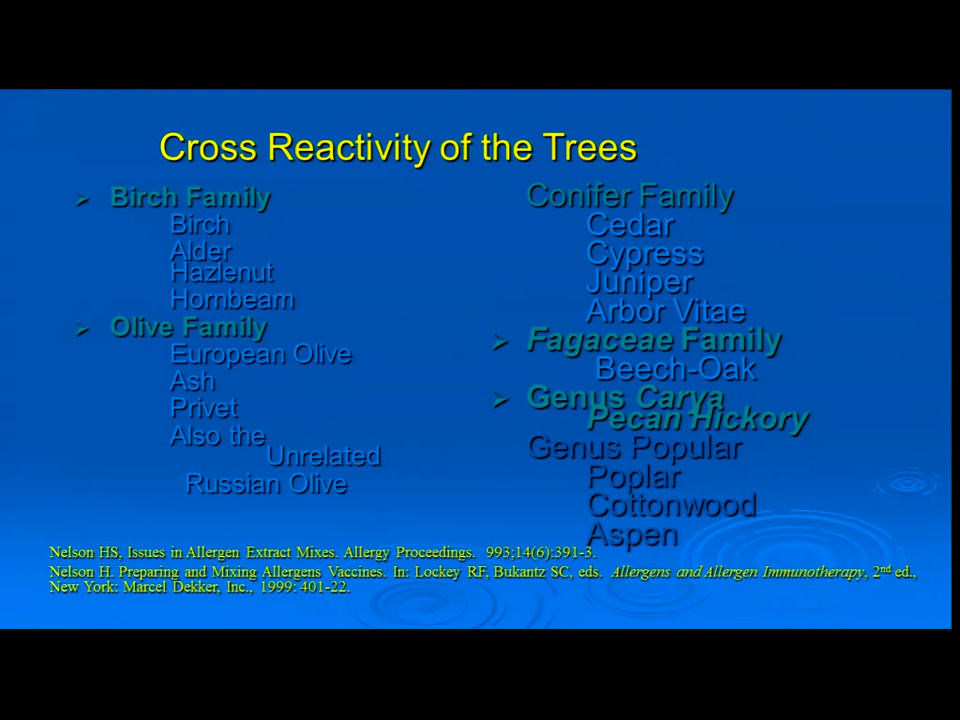 Cross Reactivity of the Trees
➢ Birch Family
Birch
Alder
Hazlenut
Hornbeam
➢ Olive Family
European Olive
Ash
Privet
Also the
Unrelated
Russian Olive
Conifer Family
Cedar
Cypress
Juniper
Arbor Vitae
➢ Fagaceae Family
Beech-Oak
➢ Genus Carya
Pecan Hickory
Genus Popular
Poplar
Cottonwood
Aspen
Nelson HS, Issues in Allergen Extract Mixes. Allergy Proceedings. 993;14(6):391-3.
Nelson H. Preparing and Mixing Allergens Vaccines. In: Lockey RF, Bukantz SC, eds. Allergens and Allergen Immunotherapy, 2nd ed.,
New York: Marcel Dekker, Inc., 1999: 401-22.